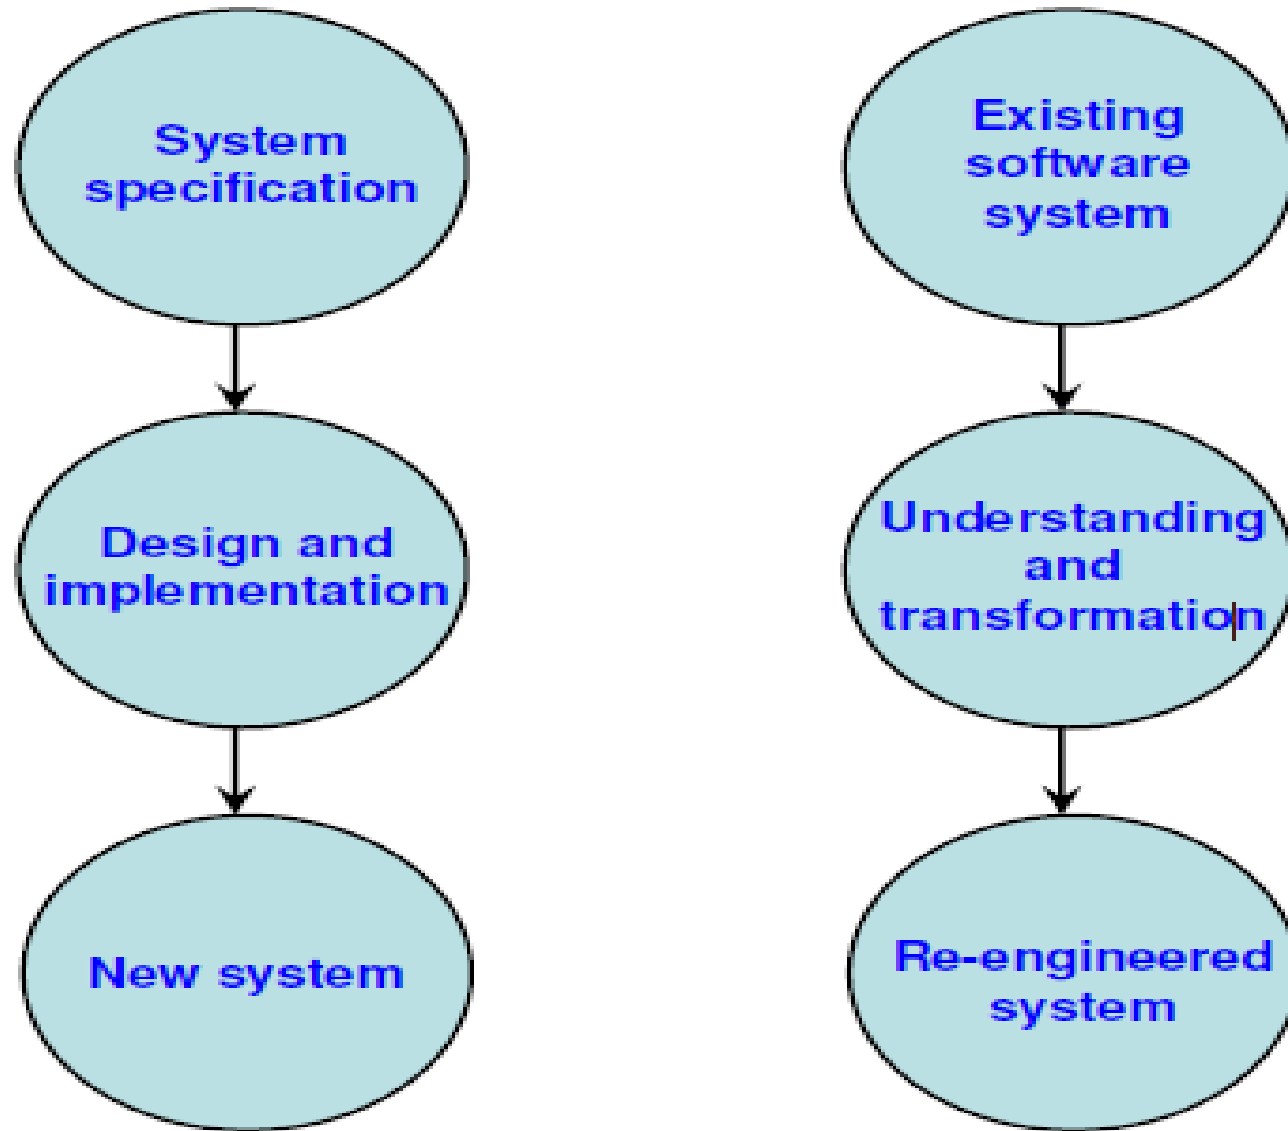 System
specification
Design and
implementation
New system
Existing
software
system
Understanding
and
transformation
Re-engineered
system